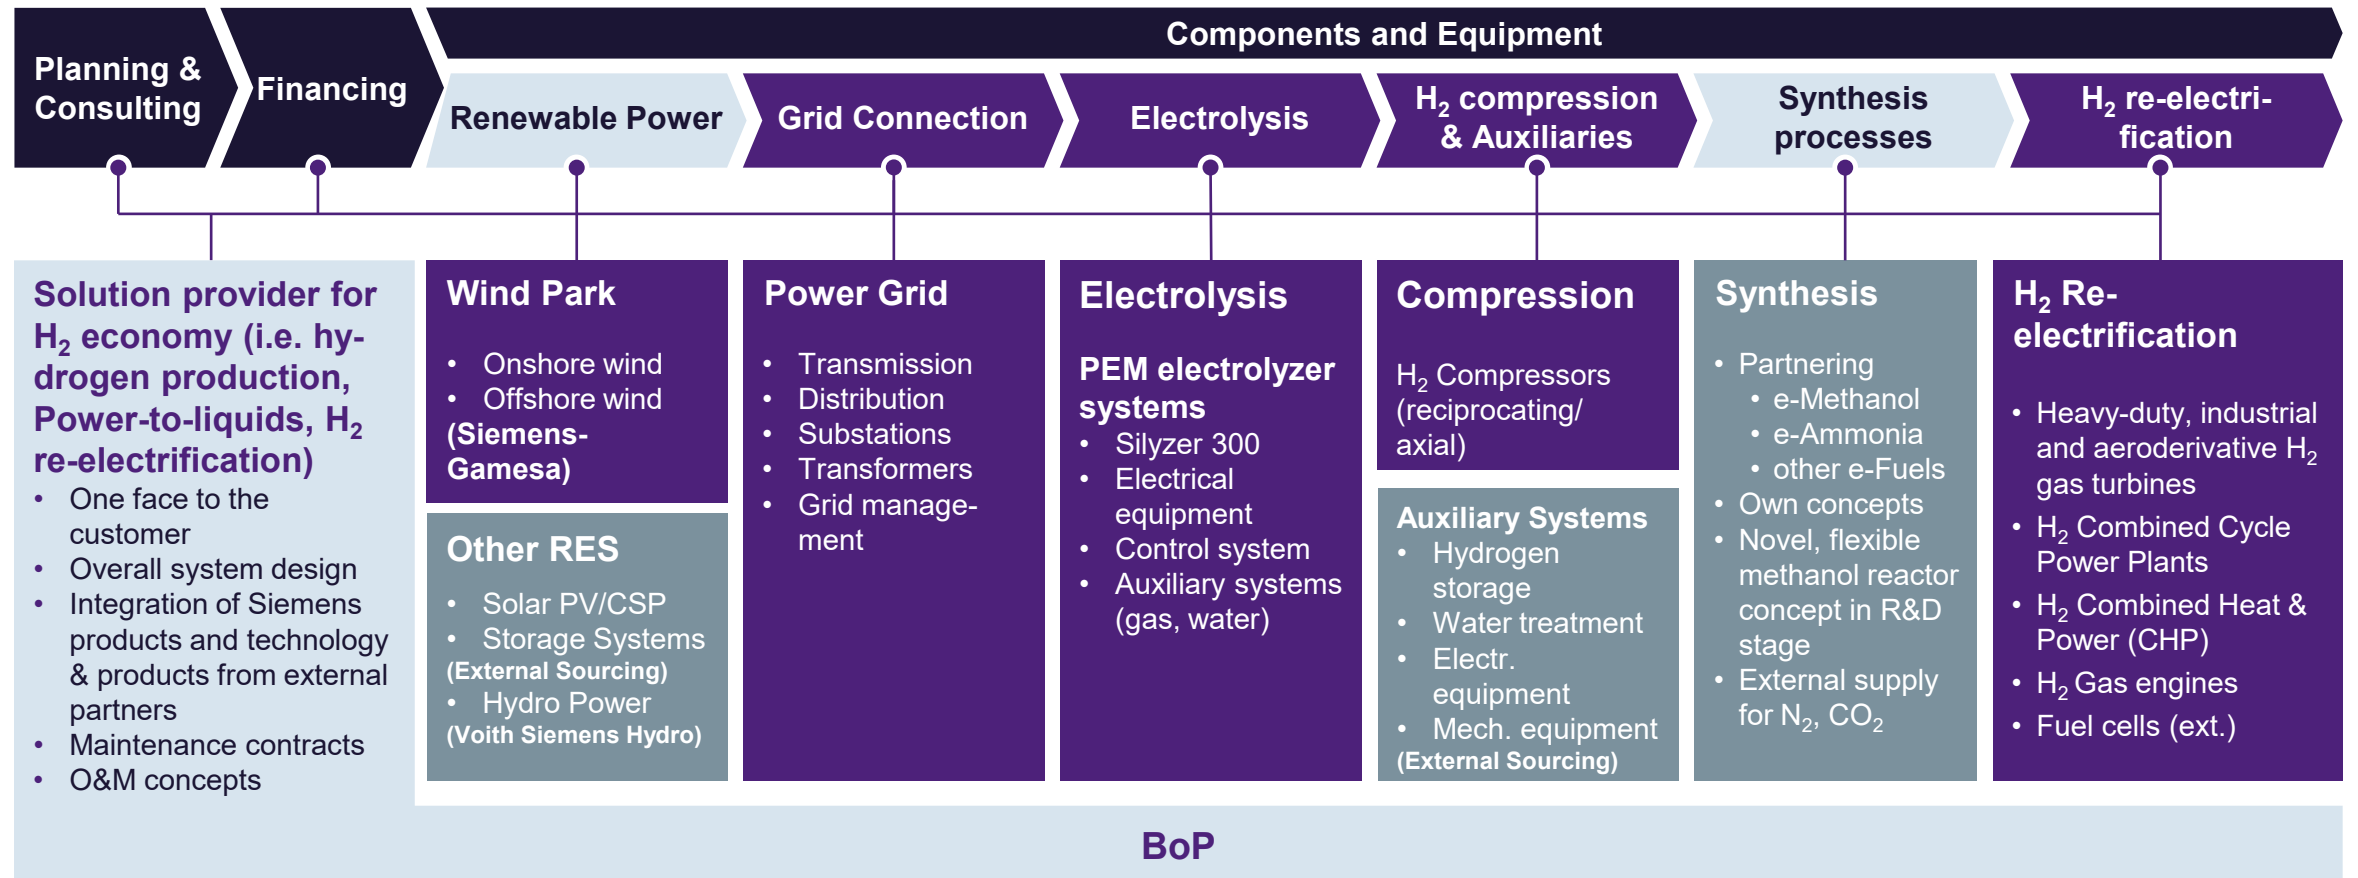 Planning &
Consulting
Financing
Components and Equipment
Renewable Power
Grid Connection
Electrolysis
H₂ compression
& Auxiliaries
Synthesis
processes
H₂ re-electri-
fication
Solution provider for
H₂ economy (i.e. hy-
drogen production,
Power-to-liquids, H₂
re-electrification)
• One face to the
customer
• Overall system design
• Integration of Siemens
products and technology
& products from external
partners
• Maintenance contracts
• O&M concepts
Wind Park
• Onshore wind
• Offshore wind
(Siemens-
Gamesa)
Other RES
• Solar PV/CSP
• Storage Systems
(External Sourcing)
• Hydro Power
(Voith Siemens Hydro)
Power Grid
• Transmission
• Distribution
• Substations
• Transformers
• Grid manage-
ment
Electrolysis
PEM electrolyzer
systems
• Silyzer 300
• Electrical
equipment
• Control system
• Auxiliary systems
(gas, water)
Compression
H₂ Compressors
(reciprocating/
axial)
Auxiliary Systems
• Hydrogen
storage
• Water treatment
• Electr.
equipment
• Mech. equipment
(External Sourcing)
Synthesis
• Partnering
• e-Methanol
• e-Ammonia
• other e-Fuels
• Own concepts
• Novel, flexible
methanol reactor
concept in R&D
stage
• External supply
for N₂, CO₂
H₂ Re-
electrification
• Heavy-duty, industrial
and aeroderivative H₂
gas turbines
• H₂ Combined Cycle
Power Plants
• H₂ Combined Heat &
Power (CHP)
• H₂ Gas engines
• Fuel cells (ext.)
BoP